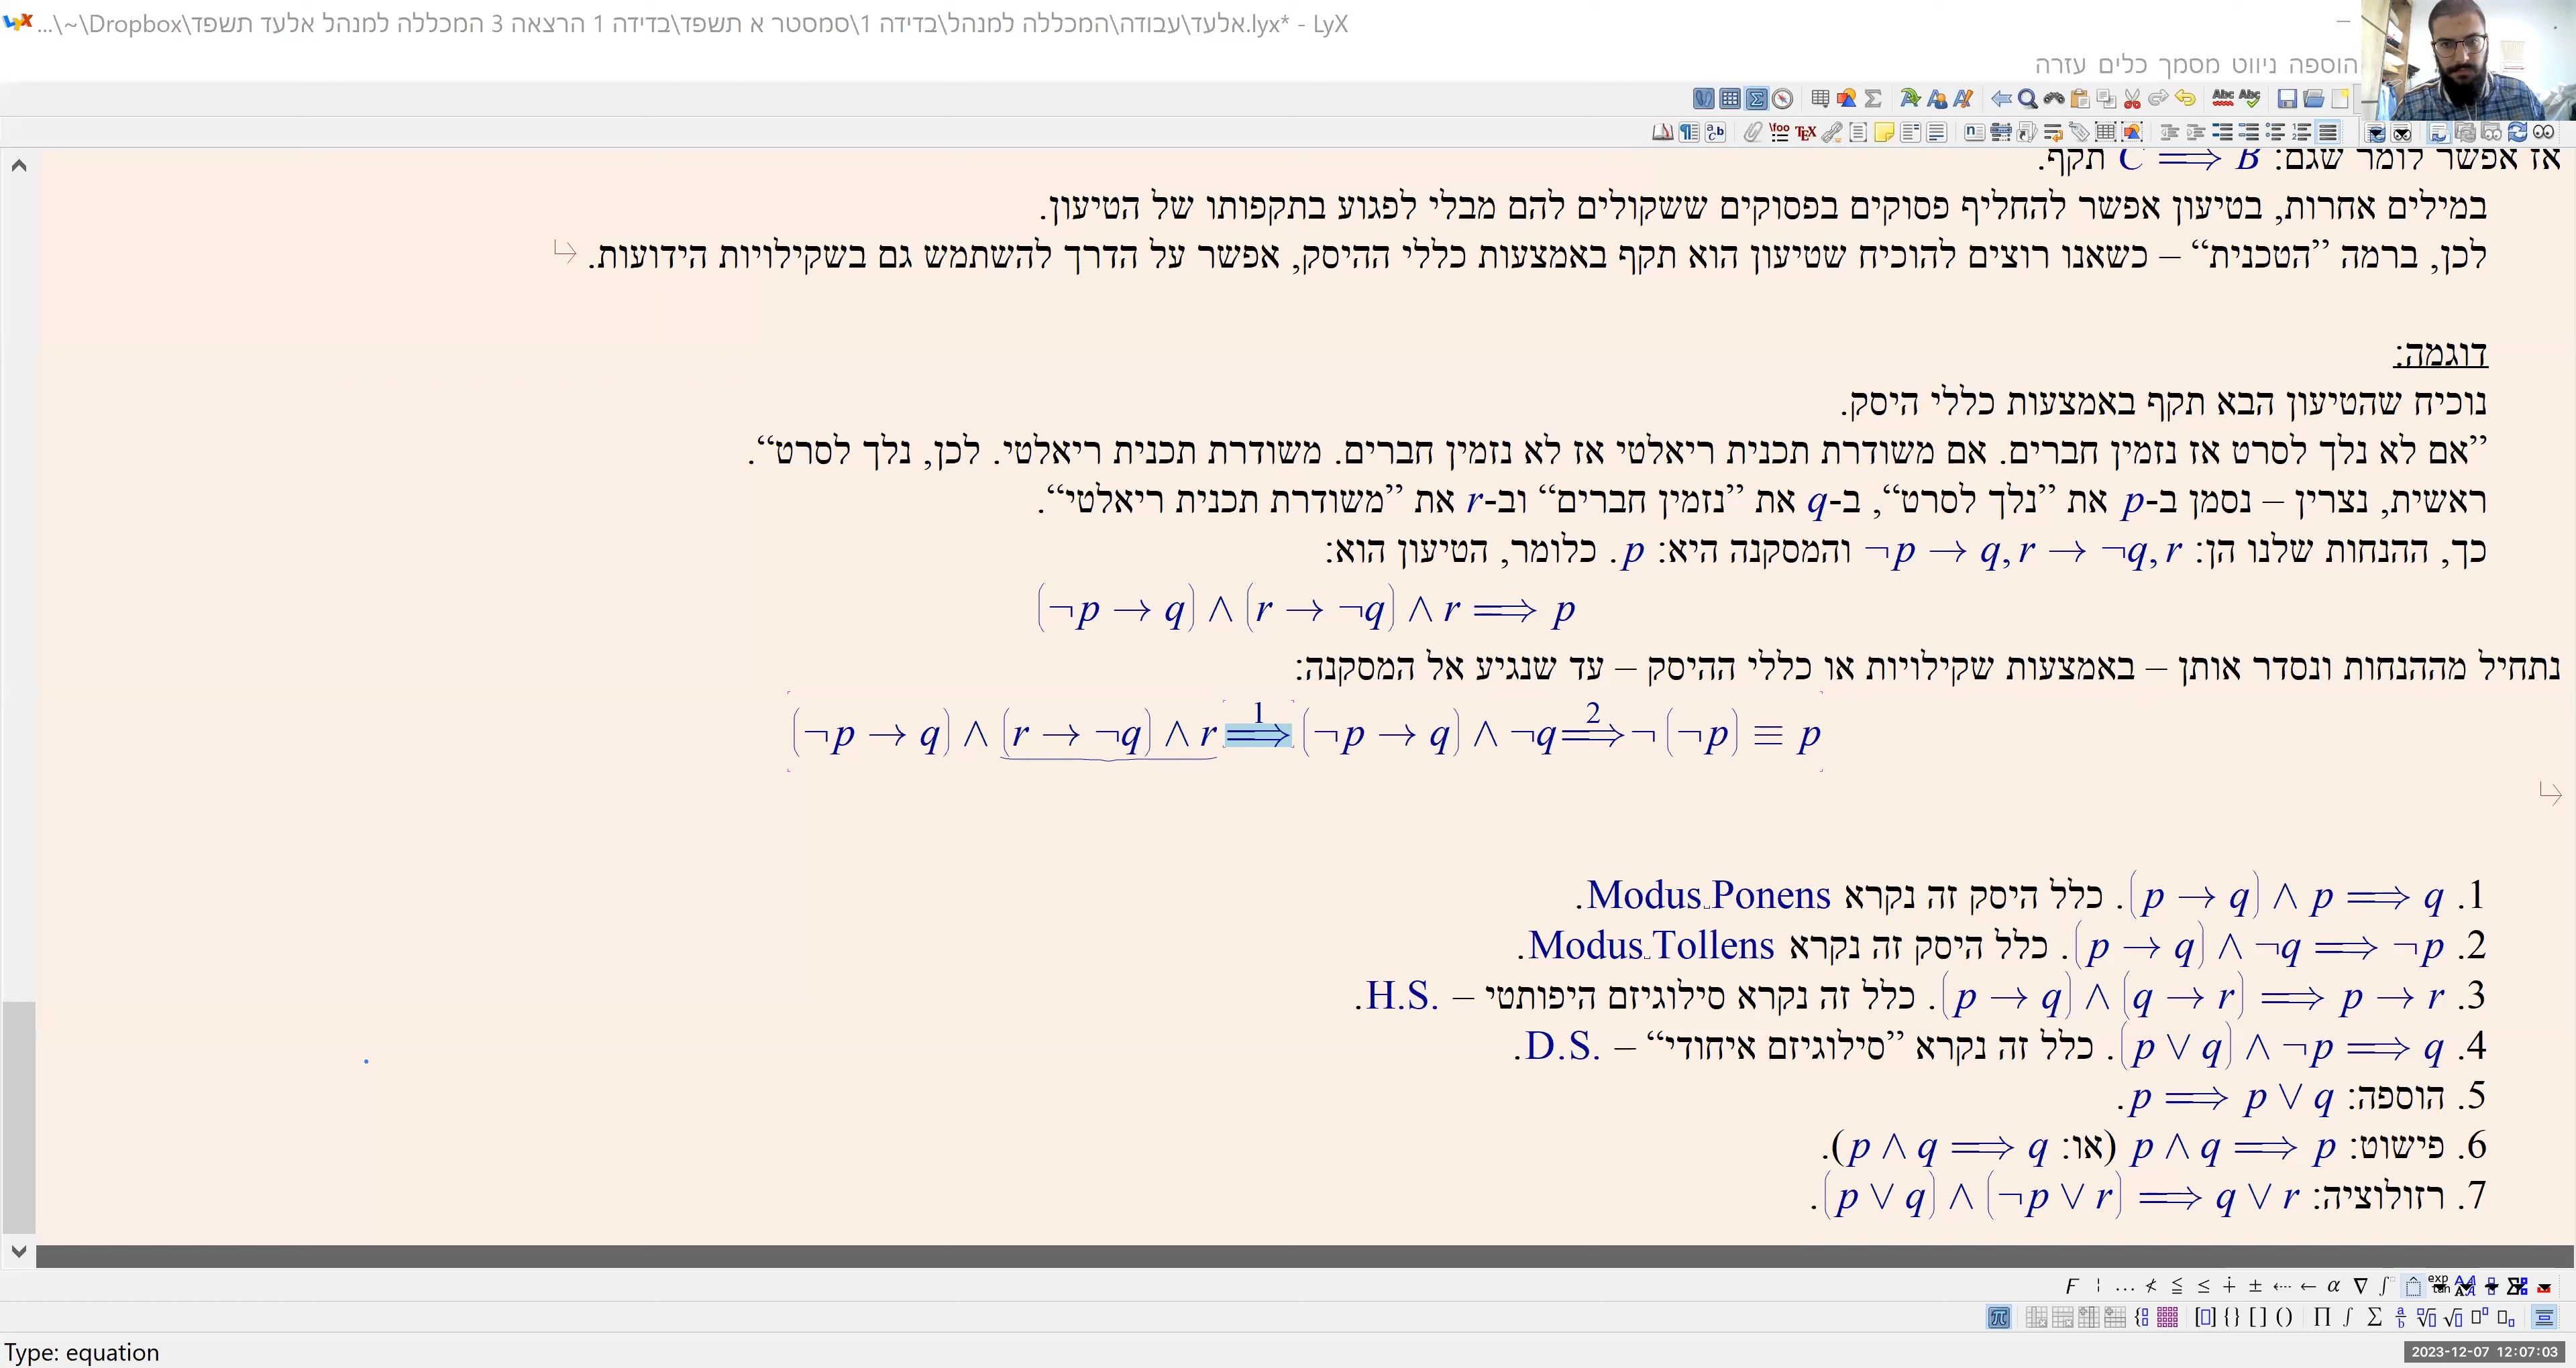 ...\~\Dropbox\אלעד\עבודה\המכללה למנהל\בדידה 1\סמסטר א תשפד\בדידה 1 הרצאה 3 המכללה למנהל אלעד תשפד.lyx* - LyX
הוספה ניווט מסמך כלים עזרה
אז אפשר לומר שגם: C ⟹ B תקף.
במילים אחרות, בטיעון אפשר להחליף פסוקים בפסוקים ששקולים להם מבלי לפגוע בתקפותו של הטיעון.
לכן, ברמה ”הטכנית“ – כשאנו רוצים להוכיח שטיעון הוא תקף באמצעות כללי ההיסק, אפשר על הדרך להשתמש גם בשקילויות הידועות.
דוגמה:
נוכיח שהטיעון הבא תקף באמצעות כללי היסק.
”אם לא נלך לסרט אז נזמין חברים. אם משודרת תכנית ריאלטי אז לא נזמין חברים. משודרת תכנית ריאלטי. לכן, נלך לסרט“.
ראשית, נצרין – נסמן ב-p את ”נלך לסרט“, ב-q את ”נזמין חברים“ וב-r את ”משודרת תכנית ריאלטי“.
כך, ההנחות שלנו הן: ¬p → q, r → ¬q, r והמסקנה היא: p. כלומר, הטיעון הוא:
(¬p → q) ∧ (r → ¬q) ∧ r ⟹ p
נתחיל מההנחות ונסדר אותן – באמצעות שקילויות או כללי ההיסק – עד שנגיע אל המסקנה:
(¬p → q) ∧ (r → ¬q) ∧ r ⟹¹ (¬p → q) ∧ ¬q ⟹² ¬(¬p) ≡ p
1. (p → q) ∧ p ⟹ q. כלל היסק זה נקרא Modus Ponens.
2. (p → q) ∧ ¬q ⟹ ¬p. כלל היסק זה נקרא Modus Tollens.
3. (p → q) ∧ (q → r) ⟹ p → r. כלל זה נקרא סילוגיזם היפותטי – H.S.
4. (p ∨ q) ∧ ¬p ⟹ q. כלל זה נקרא ”סילוגיזם איחודי“ – D.S.
5. הוספה: p ⟹ p ∨ q.
6. פישוט: p ∧ q ⟹ p (או: p ∧ q ⟹ q).
7. רזולוציה: (p ∨ q) ∧ (¬p ∨ r) ⟹ q ∨ r.
Type: equation
2023-12-07 12:07:03